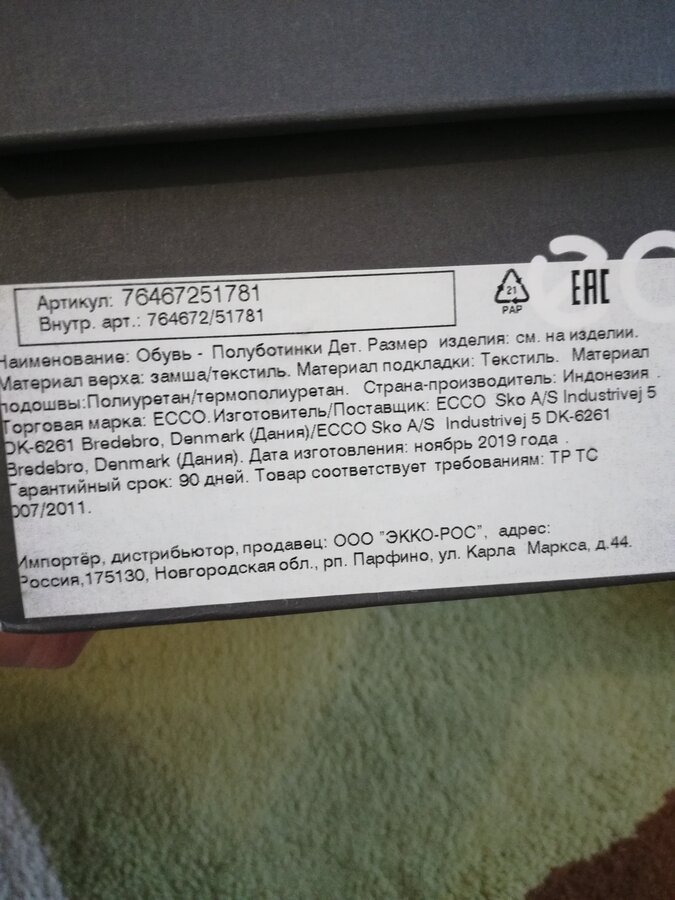 Артикул: 76467251781
Внутр. арт.: 764672/51781
21
PAP
EAC
Наименование: Обувь - Полуботинки Дет. Размер изделия: см. на изделии.
Материал верха: замша/текстиль. Материал подкладки: Текстиль. Материал
подошвы:Полиуретан/термополиуретан. Страна-производитель: Индонезия .
Торговая марка: ECCO.Изготовитель/Поставщик: ECCO Sko A/S Industrivej 5
DK-6261 Bredebro, Denmark (Дания)/ECCO Sko A/S Industrivej 5 DK-6261
Bredebro, Denmark (Дания). Дата изготовления: ноябрь 2019 года .
Гарантийный срок: 90 дней. Товар соответствует требованиям: ТР ТС
007/2011.
Импортёр, дистрибьютор, продавец: ООО "ЭККО-РОС", адрес:
Россия,175130, Новгородская обл., рп. Парфино, ул. Карла Маркса, д.44.